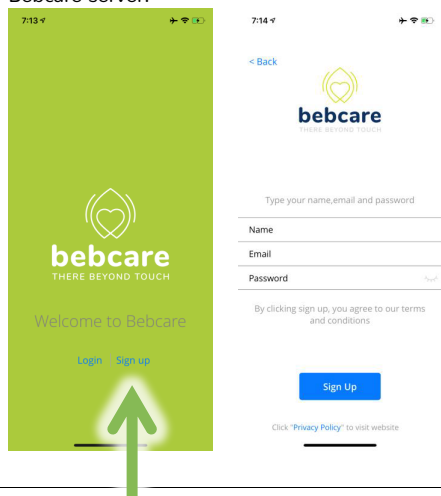 Bebcare server.
7:13
bebcare
THERE BEYOND TOUCH
Welcome to Bebcare
Login | Sign up
7:14
< Back
bebcare
THERE BEYOND TOUCH
Type your name,email and password
Name
Email
Password
By clicking sign up, you agree to our terms
and conditions
Sign Up
Click "Privacy Policy" to visit website